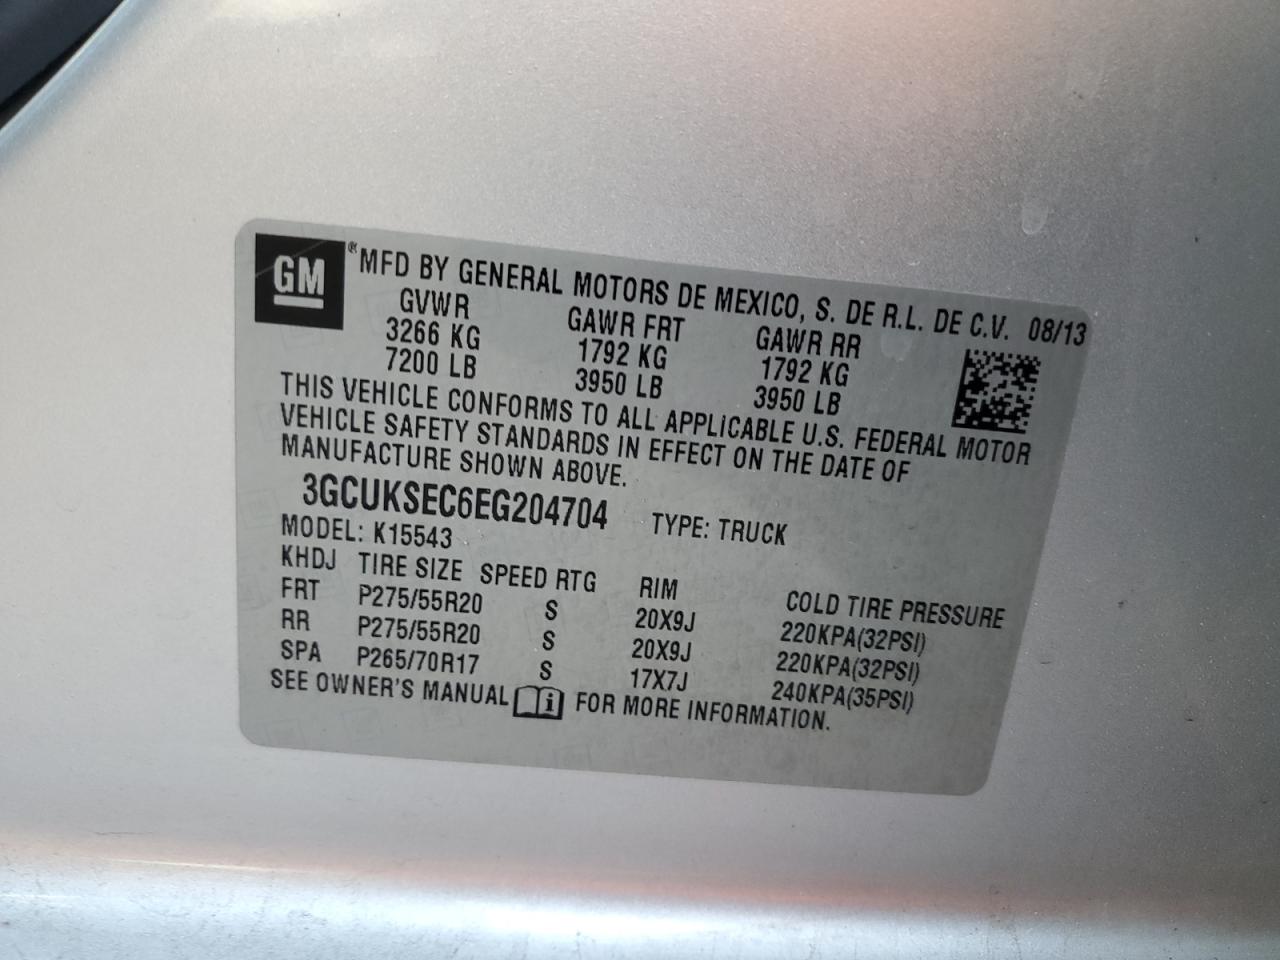 GM ® MFD BY GENERAL MOTORS DE MEXICO, S. DE R.L. DE C.V. 08/13
GVWR GAWR FRT GAWR RR
3266 KG 1792 KG 1792 KG
7200 LB 3950 LB 3950 LB
THIS VEHICLE CONFORMS TO ALL APPLICABLE U.S. FEDERAL MOTOR
VEHICLE SAFETY STANDARDS IN EFFECT ON THE DATE OF
MANUFACTURE SHOWN ABOVE.
3GCUKSEC6EG204704 TYPE: TRUCK
MODEL: K15543
KHDJ TIRE SIZE SPEED RTG RIM COLD TIRE PRESSURE
FRT P275/55R20 S 20X9J 220KPA(32PSI)
RR P275/55R20 S 20X9J 220KPA(32PSI)
SPA P265/70R17 S 17X7J 240KPA(35PSI)
SEE OWNER'S MANUAL i FOR MORE INFORMATION.